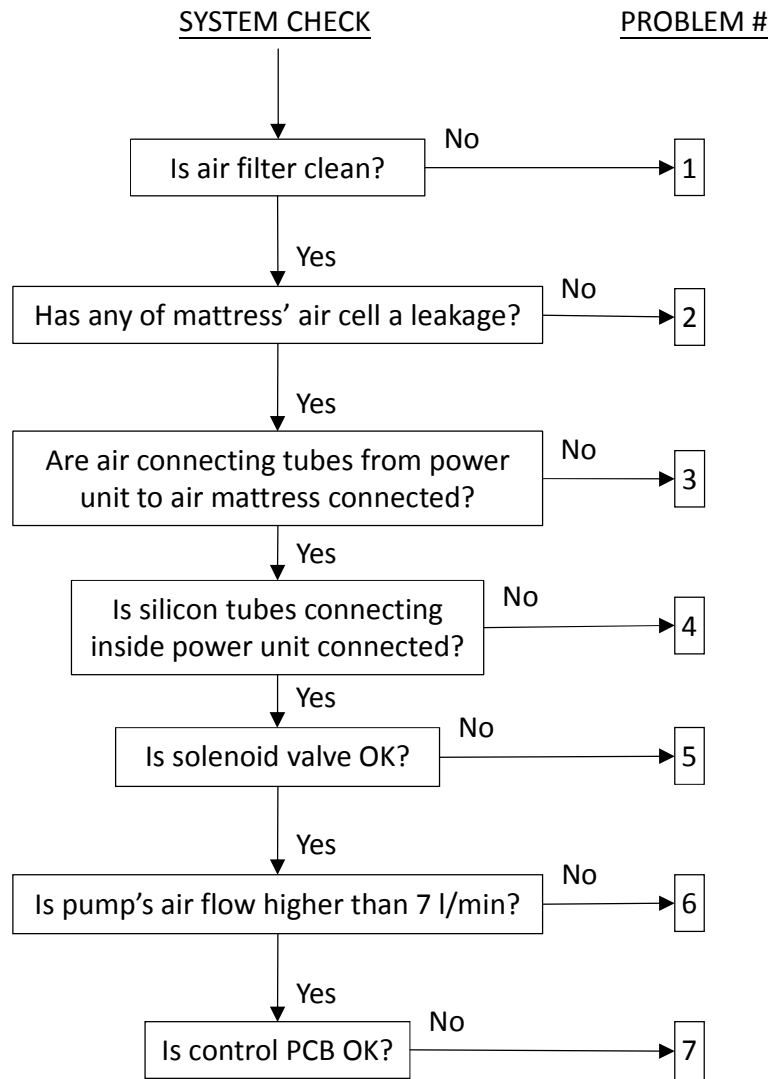 SYSTEM CHECK
PROBLEM #
No
Is air filter clean?
1
Yes
No
Has any of mattress’ air cell a leakage?
2
Yes
No
Are air connecting tubes from power
unit to air mattress connected?
3
Yes
No
Is silicon tubes connecting
inside power unit connected?
4
Yes
No
Is solenoid valve OK?
5
Yes
No
Is pump’s air flow higher than 7 l/min?
6
Yes
No
Is control PCB OK?
7